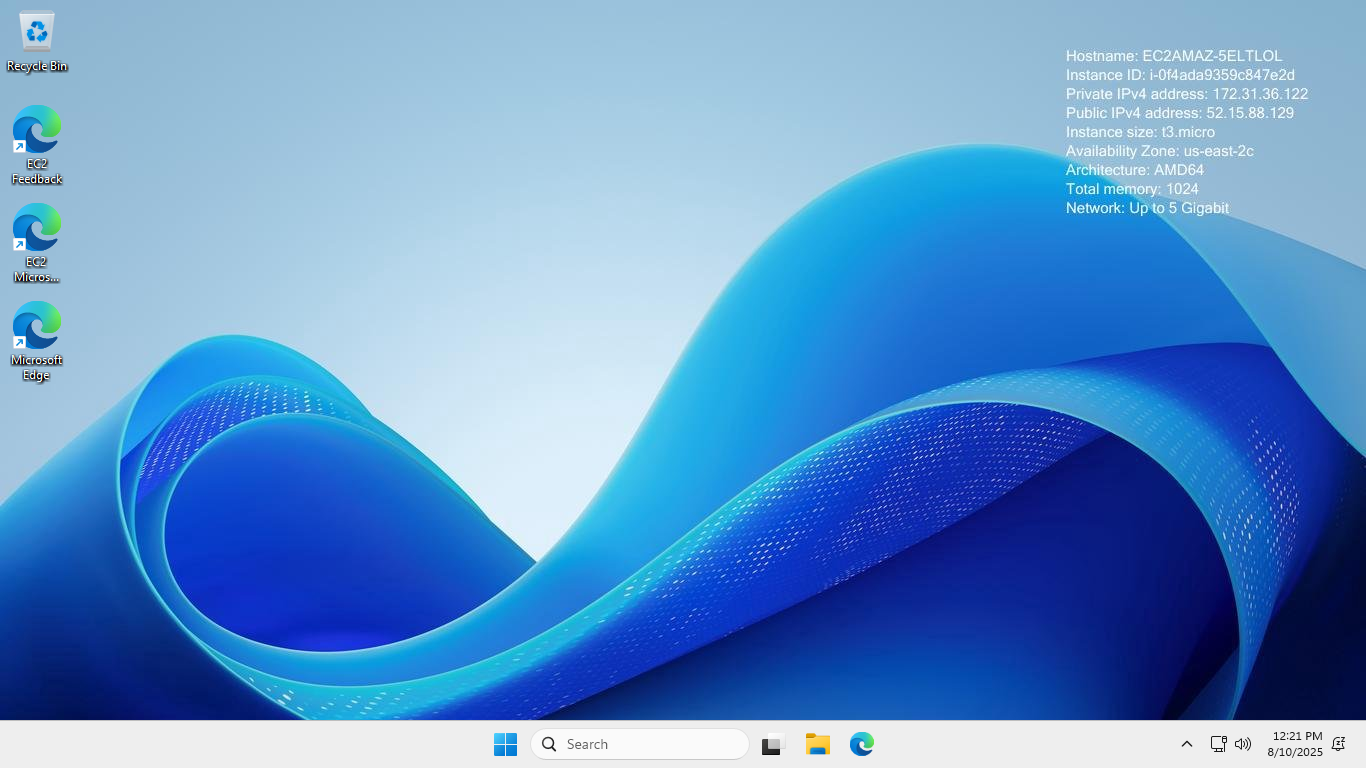 Recycle Bin
EC2
Feedback
EC2
Micros...
Microsoft
Edge
Hostname: EC2AMAZ-5ELTLOL
Instance ID: i-0f4ada9359c847e2d
Private IPv4 address: 172.31.36.122
Public IPv4 address: 52.15.88.129
Instance size: t3.micro
Availability Zone: us-east-2c
Architecture: AMD64
Total memory: 1024
Network: Up to 5 Gigabit
Search
12:21 PM
8/10/2025